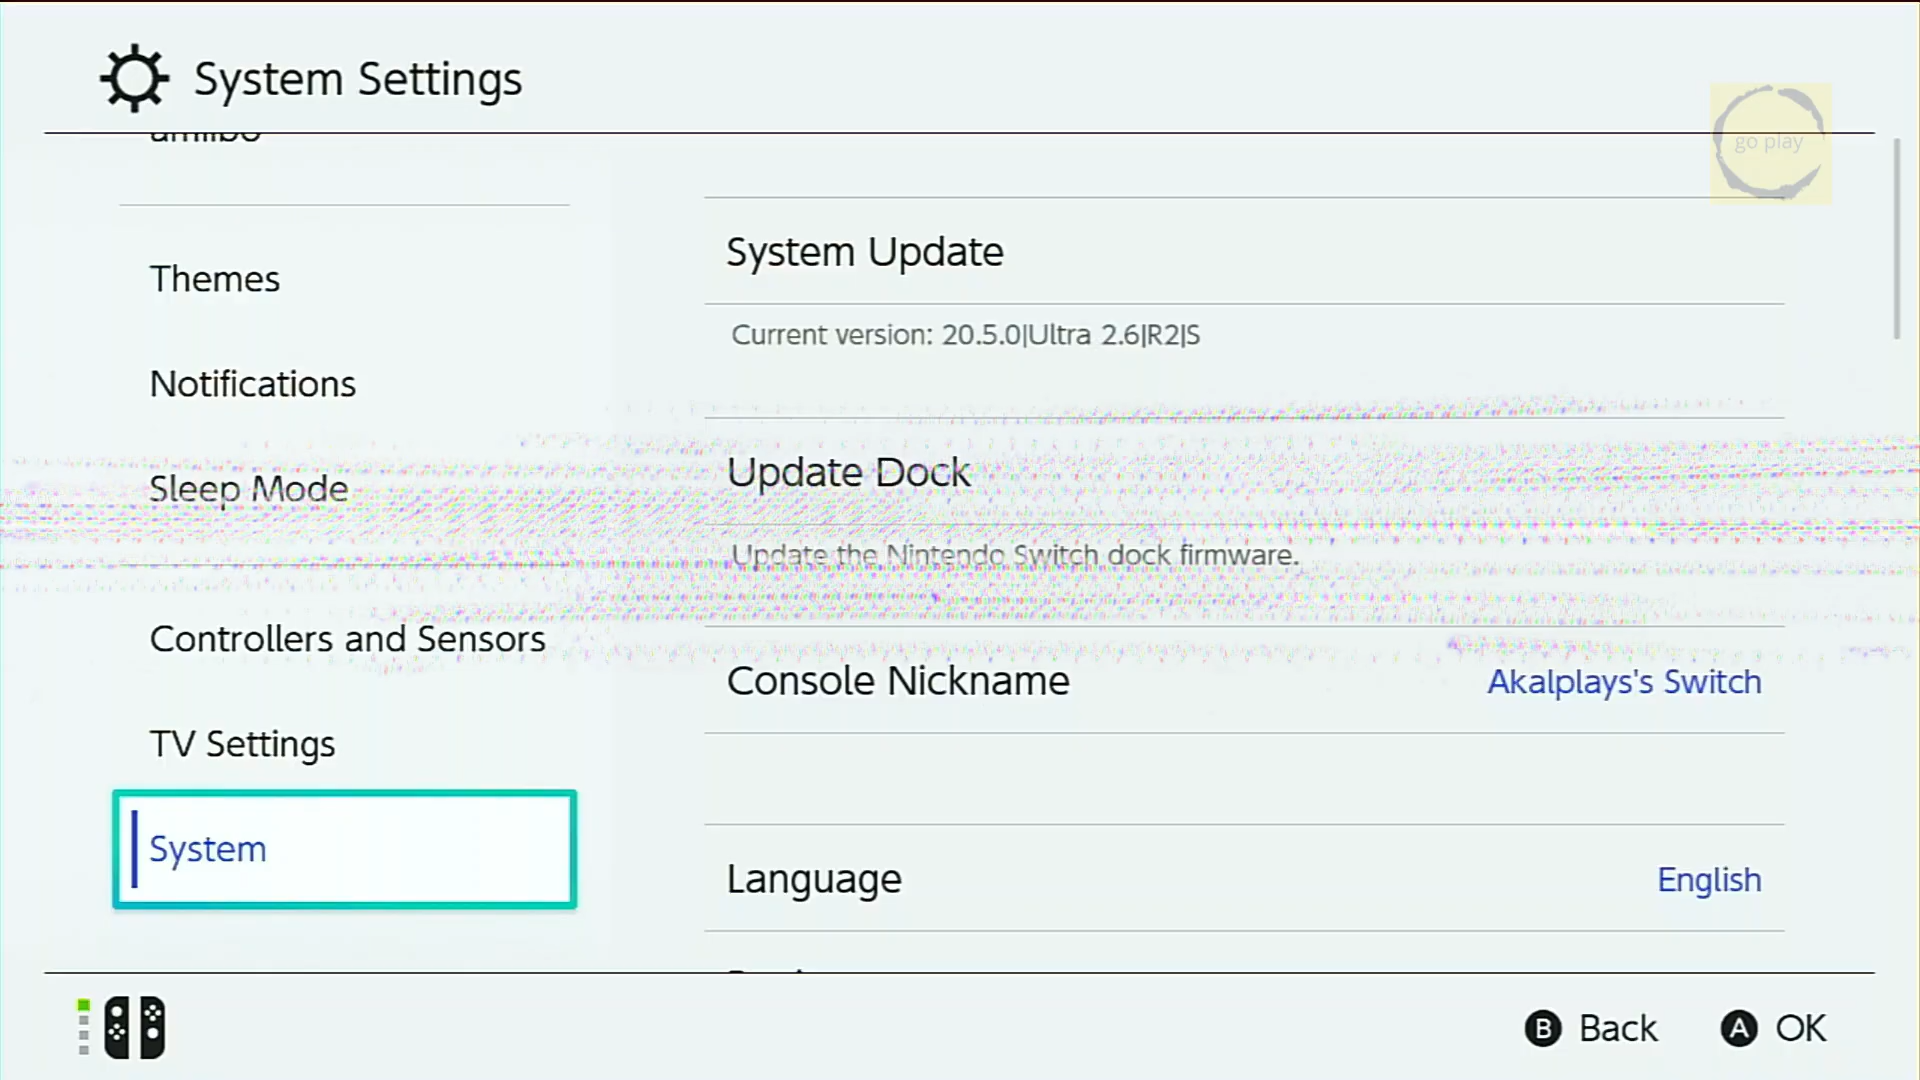 System Settings
go play
amiibo
Themes
Notifications
Sleep Mode
Controllers and Sensors
TV Settings
System
System Update
Current version: 20.5.0|Ultra 2.6|R2|S
Update Dock
Update the Nintendo Switch dock firmware.
Console Nickname
Akalplays's Switch
Language
English
B Back
A OK